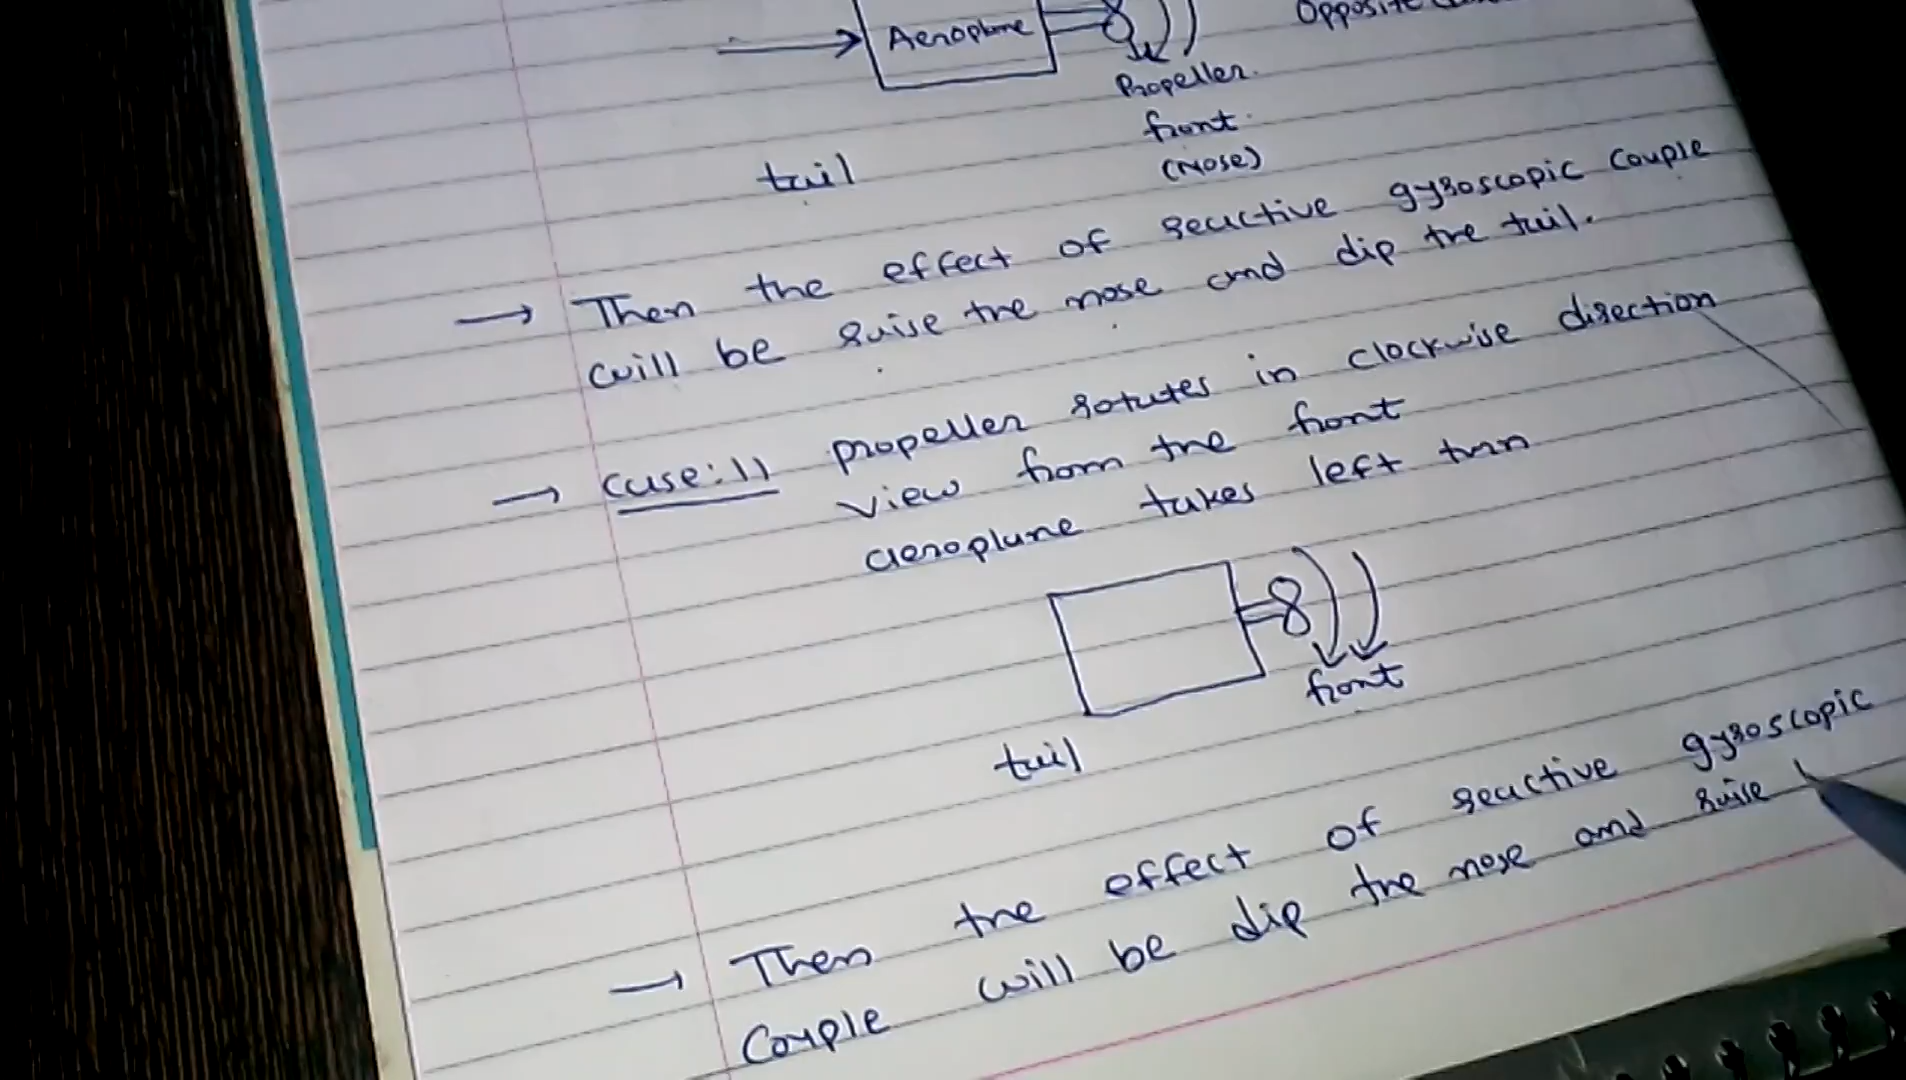 Aeroplane
Opposite
Propeller.
front.
(Nose)
tail
→ Then the effect of reactive gyroscopic Couple
will be raise the nose and dip the tail.
→ Case: 11 propeller rotates in clockwise direction
view from the front
aeroplane takes left turn
front
tail
→ Then the effect of reactive gyroscopic
Couple will be dip the nose and raise